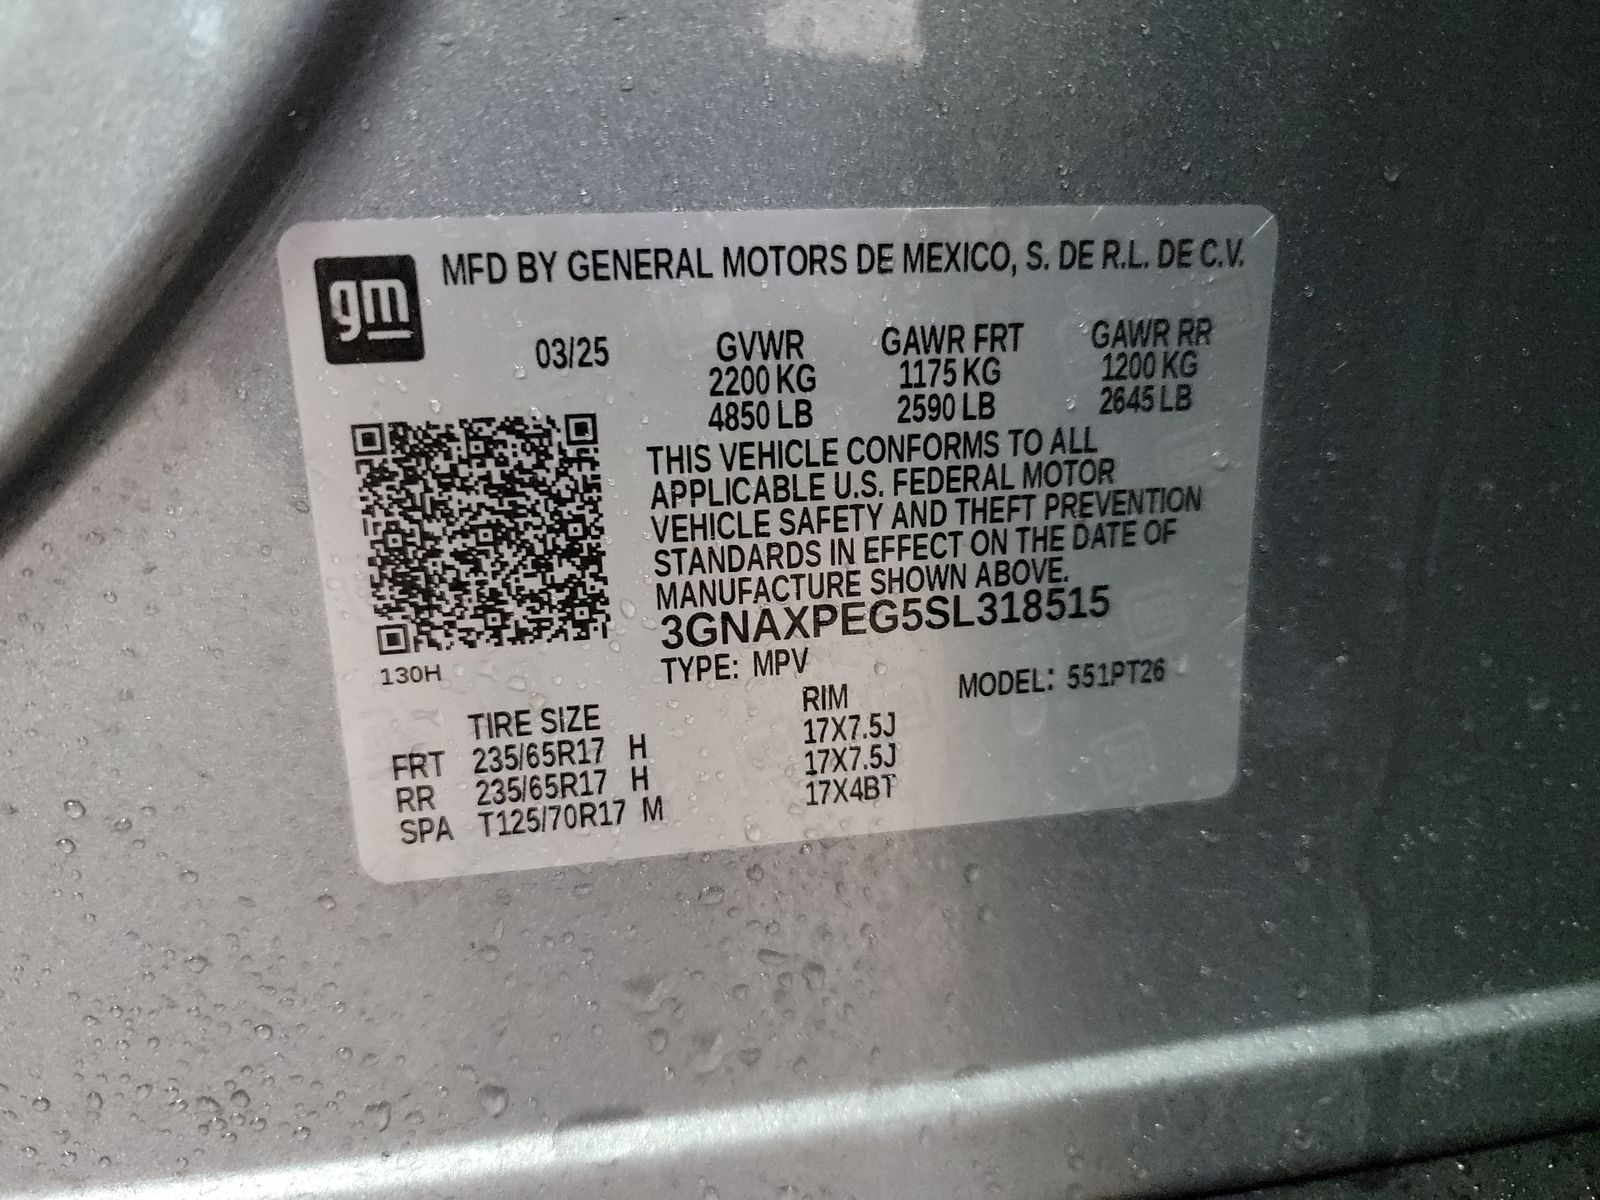 gm
MFD BY GENERAL MOTORS DE MEXICO, S. DE R.L. DE C.V.
03/25 GVWR GAWR FRT GAWR RR
2200 KG 1175 KG 1200 KG
4850 LB 2590 LB 2645 LB
THIS VEHICLE CONFORMS TO ALL
APPLICABLE U.S. FEDERAL MOTOR
VEHICLE SAFETY AND THEFT PREVENTION
STANDARDS IN EFFECT ON THE DATE OF
MANUFACTURE SHOWN ABOVE.
3GNAXPEG5SL318515
130H
TYPE: MPV MODEL: 551PT26
TIRE SIZE RIM
FRT 235/65R17 H 17X7.5J
RR 235/65R17 H 17X7.5J
SPA T125/70R17 M 17X4BT